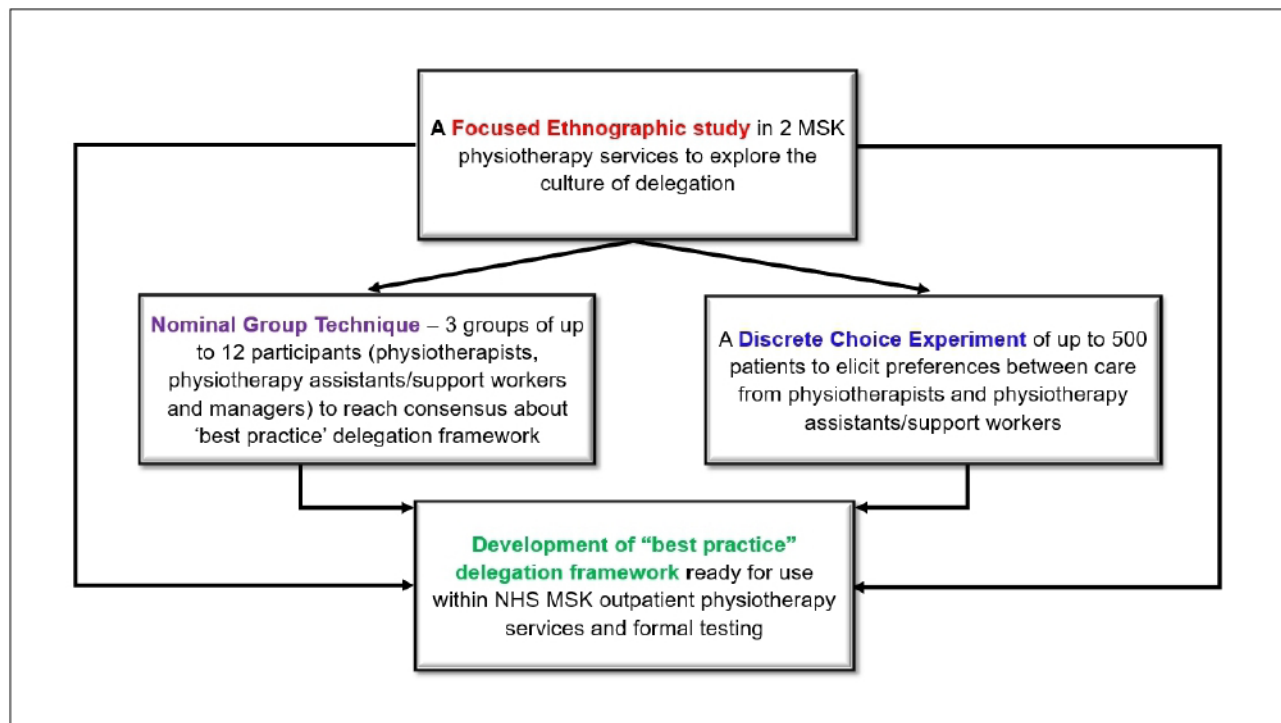 A Focused Ethnographic study in 2 MSK
physiotherapy services to explore the
culture of delegation
Nominal Group Technique – 3 groups of up
to 12 participants (physiotherapists,
physiotherapy assistants/support workers
and managers) to reach consensus about
‘best practice’ delegation framework
A Discrete Choice Experiment of up to 500
patients to elicit preferences between care
from physiotherapists and physiotherapy
assistants/support workers
Development of “best practice”
delegation framework ready for use
within NHS MSK outpatient physiotherapy
services and formal testing